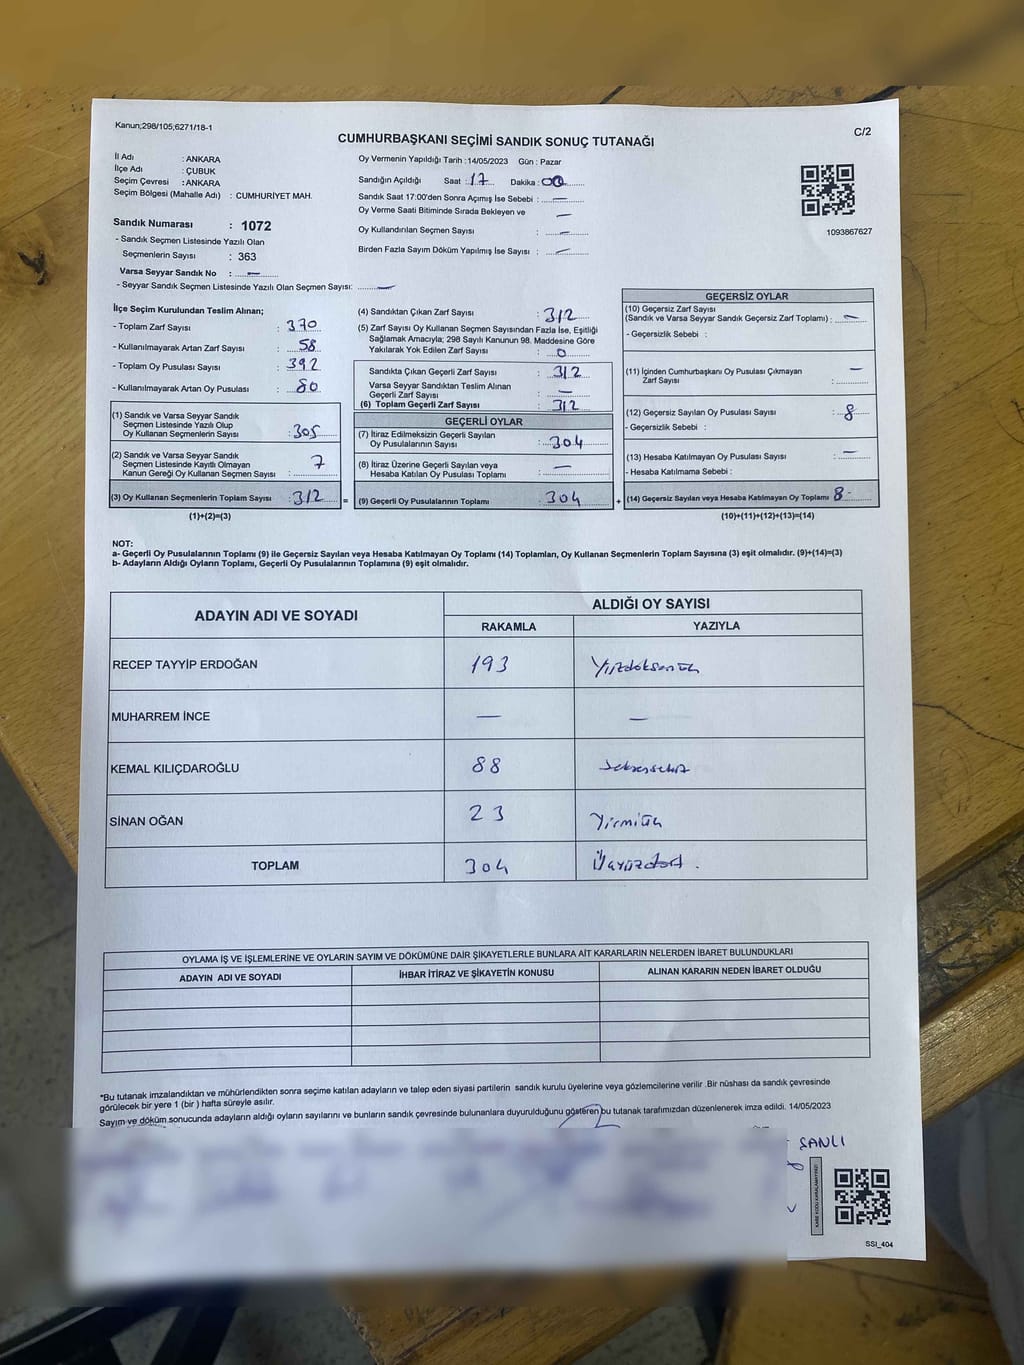 Kanun;298/105;6271/18-1
C/2
CUMHURBAŞKANI SEÇİMİ SANDIK SONUÇ TUTANAĞI
İl Adı : ANKARA
İlçe Adı : ÇUBUK
Seçim Çevresi : ANKARA
Seçim Bölgesi (Mahalle Adı) : CUMHURİYET MAH.
Sandık Numarası : 1072
- Sandık Seçmen Listesinde Yazılı Olan
Seçmenlerin Sayısı : 363
Varsa Seyyar Sandık No : —
- Seyyar Sandık Seçmen Listesinde Yazılı Olan Seçmen Sayısı: —
Oy Vermenin Yapıldığı Tarih :14/05/2023 Gün : Pazar
Sandığın Açıldığı Saat : 17 Dakika : 00
Sandık Saat 17:00'den Sonra Açımış İse Sebebi : —
Oy Verme Saati Bitiminde Sırada Bekleyen ve —
Oy Kullandırılan Seçmen Sayısı : —
Birden Fazla Sayım Döküm Yapılmış İse Sayısı : —
1093867627
İlçe Seçim Kurulundan Teslim Alınan;
- Toplam Zarf Sayısı : 370
- Kullanılmayarak Artan Zarf Sayısı : 58
- Toplam Oy Pusulası Sayısı : 392
- Kullanılmayarak Artan Oy Pusulası : 80
(1) Sandık ve Varsa Seyyar Sandık
Seçmen Listesinde Yazılı Olup
Oy Kullanan Seçmenlerin Sayısı : 305
(2) Sandık ve Varsa Seyyar Sandık
Seçmen Listesinde Kayıtlı Olmayan
Kanun Gereği Oy Kullanan Seçmen Sayısı : 7
(3) Oy Kullanan Seçmenlerin Toplam Sayısı : 312 =
(1)+(2)=(3)
(4) Sandıktan Çıkan Zarf Sayısı : 312
(5) Zarf Sayısı Oy Kullanan Seçmen Sayısından Fazla İse, Eşitliği
Sağlamak Amacıyla; 298 Sayılı Kanunun 98. Maddesine Göre
Yakılarak Yok Edilen Zarf Sayısı : 0
Sandıkta Çıkan Geçerli Zarf Sayısı : 312
Varsa Seyyar Sandıktan Teslim Alınan
Geçerli Zarf Sayısı : —
(6) Toplam Geçerli Zarf Sayısı : 312
GEÇERLİ OYLAR
(7) İtiraz Edilmeksizin Geçerli Sayılan
Oy Pusulalarının Sayısı : 304
(8) İtiraz Üzerine Geçerli Sayılan veya
Hesaba Katılan Oy Pusulası Toplamı : —
(9) Geçerli Oy Pusulalarının Toplamı : 304 +
GEÇERSİZ OYLAR
(10) Geçersiz Zarf Sayısı
(Sandık ve Varsa Seyyar Sandık Geçersiz Zarf Toplamı) : —
- Geçersizlik Sebebi :
(11) İçinden Cumhurbaşkanı Oy Pusulası Çıkmayan —
Zarf Sayısı :
(12) Geçersiz Sayılan Oy Pusulası Sayısı : 8
- Geçersizlik Sebebi :
(13) Hesaba Katılmayan Oy Pusulası Sayısı : —
- Hesaba Katılmama Sebebi :
(14) Geçersiz Sayılan veya Hesaba Katılmayan Oy Toplamı 8
(10)+(11)+(12)+(13)=(14)
NOT:
a- Geçerli Oy Pusulalarının Toplamı (9) ile Geçersiz Sayılan veya Hesaba Katılmayan Oy Toplamı (14) Toplamları, Oy Kullanan Seçmenlerin Toplam Sayısına (3) eşit olmalıdır. (9)+(14)=(3)
b- Adayların Aldığı Oyların Toplamı, Geçerli Oy Pusulalarının Toplamına (9) eşit olmalıdır.
ADAYIN ADI VE SOYADI
ALDIĞI OY SAYISI
RAKAMLA YAZIYLA
RECEP TAYYİP ERDOĞAN 193 Yüzdoksanüç
MUHARREM İNCE — —
KEMAL KILIÇDAROĞLU 88 Seksensekiz
SİNAN OĞAN 23 Yirmiüç
TOPLAM 304 Üçyüzdört .
OYLAMA İŞ VE İŞLEMLERİNE VE OYLARIN SAYIM VE DÖKÜMÜNE DAİR ŞİKAYETLERLE BUNLARA AİT KARARLARIN NELERDEN İBARET BULUNDUKLARI
ADAYIN ADI VE SOYADI İHBAR İTİRAZ VE ŞİKAYETİN KONUSU ALINAN KARARIN NEDEN İBARET OLDUĞU
*Bu tutanak imzalandıktan ve mühürlendikten sonra seçime katılan adayların ve talep eden siyasi partilerin sandık kurulu üyelerine veya gözlemcilerine verilir .Bir nüshası da sandık çevresinde
görülecek bir yere 1 (bir ) hafta süreyle asılır.
Sayım ve döküm sonucunda adayların aldığı oyların sayılarını ve bunların sandık çevresinde bulunanlara duyurulduğunu gösteren bu tutanak tarafımızdan düzenlenerek imza edildi. 14/05/2023
ŞANLI
KARE KODU KARALAMAYINIZ!
SSI_404